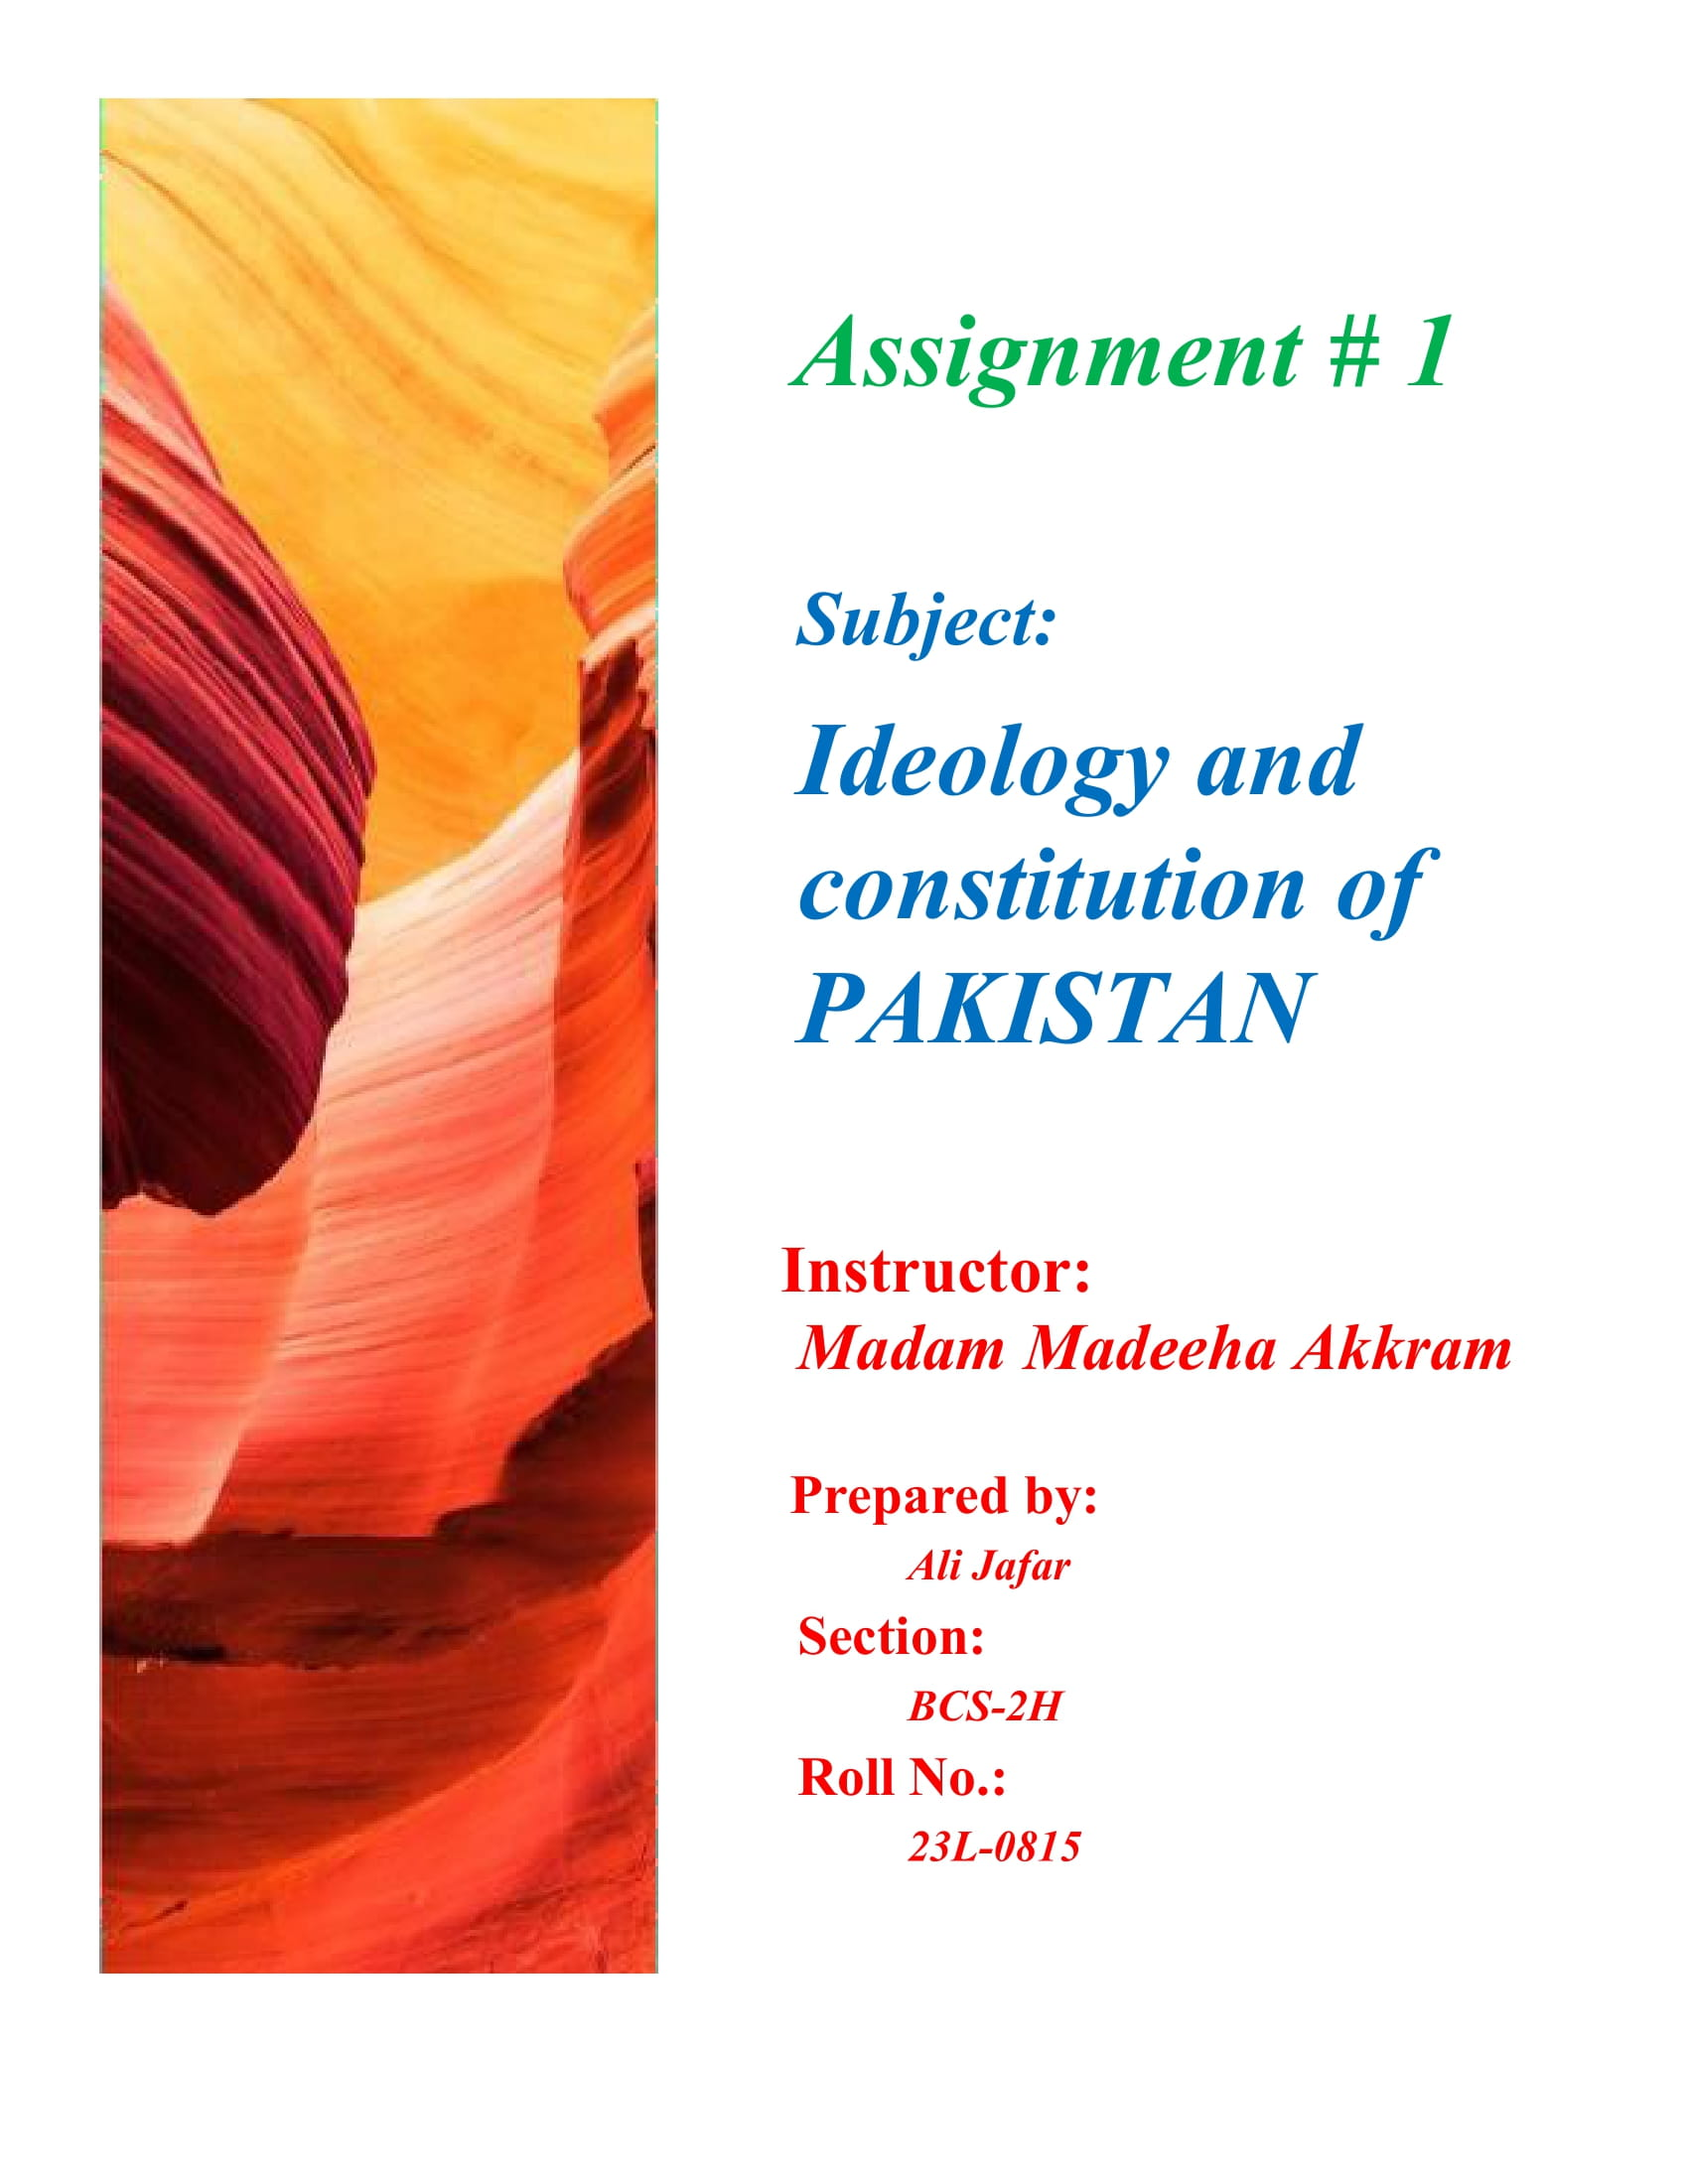 Assignment # 1
Subject:
Ideology and
constitution of
PAKISTAN
Instructor:
Madam Madeeha Akkram
Prepared by:
Ali Jafar
Section:
BCS-2H
Roll No.:
23L-0815